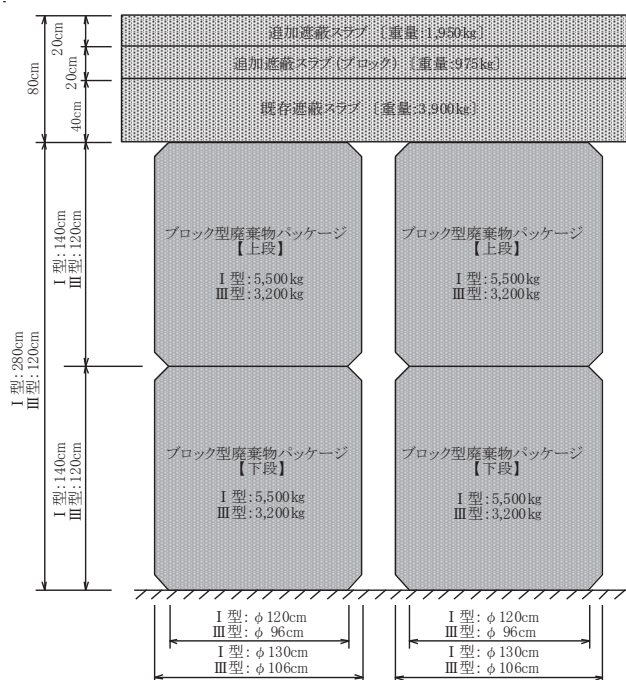 追加遮蔽スラブ 〔重量:1,950kg〕
追加遮蔽スラブ(ブロック) 〔重量:975kg〕
既存遮蔽スラブ 〔重量:3,900kg〕
80cm
20cm
20cm
40cm
ブロック型廃棄物パッケージ
【上段】
Ⅰ型:5,500kg
Ⅲ型:3,200kg
ブロック型廃棄物パッケージ
【上段】
Ⅰ型:5,500kg
Ⅲ型:3,200kg
Ⅰ型:280cm
Ⅲ型:120cm
Ⅰ型:140cm
Ⅲ型:120cm
ブロック型廃棄物パッケージ
【下段】
Ⅰ型:5,500kg
Ⅲ型:3,200kg
ブロック型廃棄物パッケージ
【下段】
Ⅰ型:5,500kg
Ⅲ型:3,200kg
Ⅰ型:140cm
Ⅲ型:120cm
Ⅰ型:φ120cm
Ⅲ型:φ 96cm
Ⅰ型:φ130cm
Ⅲ型:φ106cm
Ⅰ型:φ120cm
Ⅲ型:φ 96cm
Ⅰ型:φ130cm
Ⅲ型:φ106cm